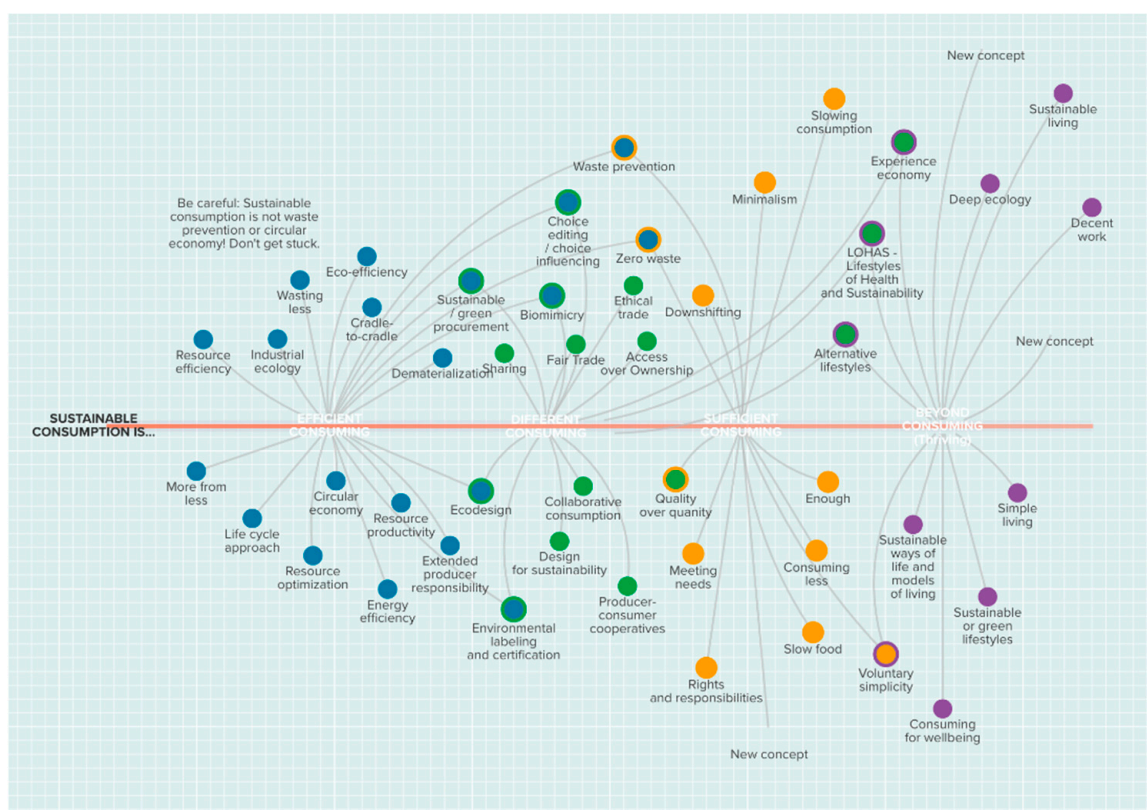 New concept
Sustainable
living
Slowing
consumption
Experience
economy
Waste prevention
Minimalism
Deep ecology
Decent
work
Be careful: Sustainable
consumption is not waste
prevention or circular
economy! Don't get stuck.
Choice
editing
/ choice
influencing
Zero waste
LOHAS -
Lifestyles
of Health
and Sustainability
Eco-efficiency
Wasting
less
Sustainable
/ green
procurement
Biomimicry
Ethical
trade
Downshifting
Cradle-
to-cradle
New concept
Resource
efficiency
Industrial
ecology
Dematerialization
Sharing
Fair Trade
Access
over Ownership
Alternative
lifestyles
SUSTAINABLE
CONSUMPTION IS...
EFFICIENT
CONSUMING
DIFFERENT
CONSUMING
SUFFICIENT
CONSUMING
BEYOND
CONSUMING
(Thriving)
More from
less
Circular
economy
Resource
productivity
Ecodesign
Collaborative
consumption
Quality
over quanity
Enough
Simple
living
Life cycle
approach
Resource
optimization
Extended
producer
responsibility
Design
for sustainability
Meeting
needs
Consuming
less
Sustainable
ways of
life and
models
of living
Energy
efficiency
Environmental
labeling
and certification
Producer-
consumer
cooperatives
Sustainable
or green
lifestyles
Slow food
Voluntary
simplicity
Rights
and responsibilities
Consuming
for wellbeing
New concept